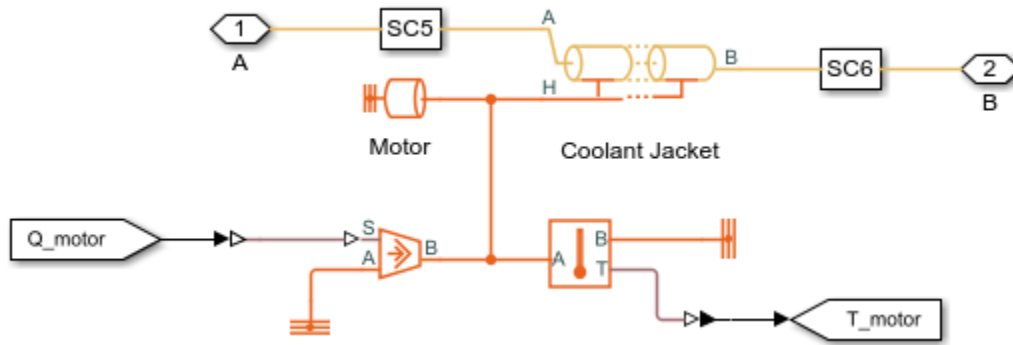 1
SC5
A
B
SC6
2
A
B
H
Motor
Coolant Jacket
Q_motor
S
A
B
A
B
T
T_motor